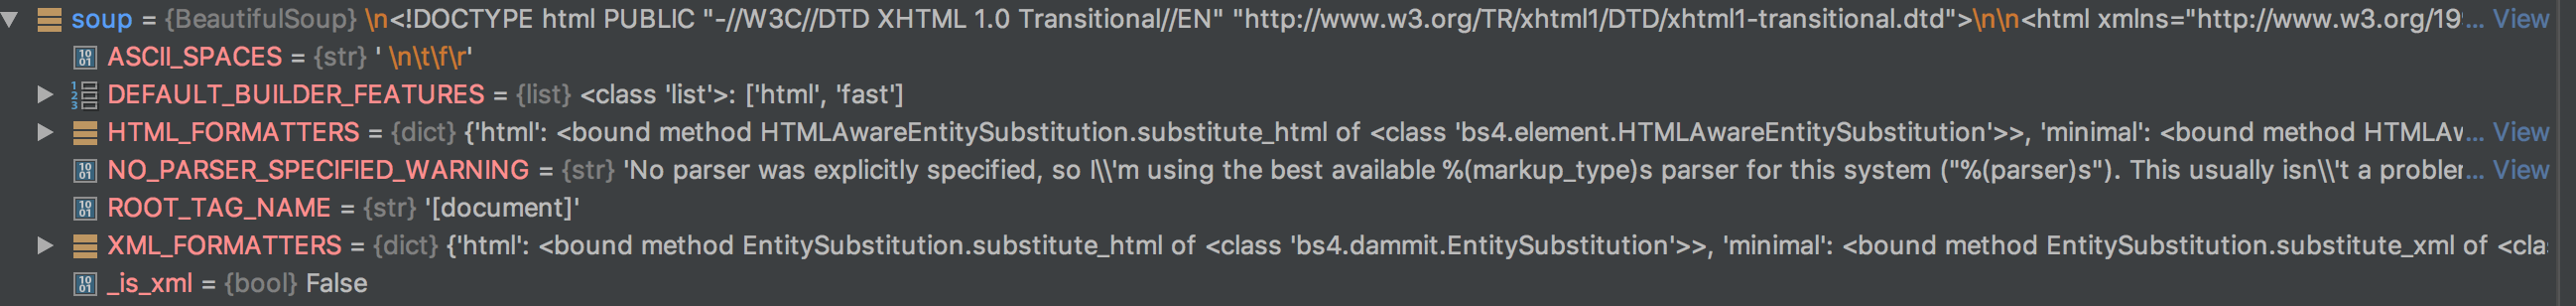 soup = {BeautifulSoup} \n<!DOCTYPE html PUBLIC "-//W3C//DTD XHTML 1.0 Transitional//EN" "http://www.w3.org/TR/xhtml1/DTD/xhtml1-transitional.dtd">\n\n<html xmlns="http://www.w3.org/19... View
ASCII_SPACES = {str} ' \n\t\f\r'
DEFAULT_BUILDER_FEATURES = {list} <class 'list'>: ['html', 'fast']
HTML_FORMATTERS = {dict} {'html': <bound method HTMLAwareEntitySubstitution.substitute_html of <class 'bs4.element.HTMLAwareEntitySubstitution'>>, 'minimal': <bound method HTMLAw... View
NO_PARSER_SPECIFIED_WARNING = {str} 'No parser was explicitly specified, so I\\'m using the best available %(markup_type)s parser for this system ("%(parser)s"). This usually isn\\'t a problem... View
ROOT_TAG_NAME = {str} '[document]'
XML_FORMATTERS = {dict} {'html': <bound method EntitySubstitution.substitute_html of <class 'bs4.dammit.EntitySubstitution'>>, 'minimal': <bound method EntitySubstitution.substitute_xml of <cla
_is_xml = {bool} False